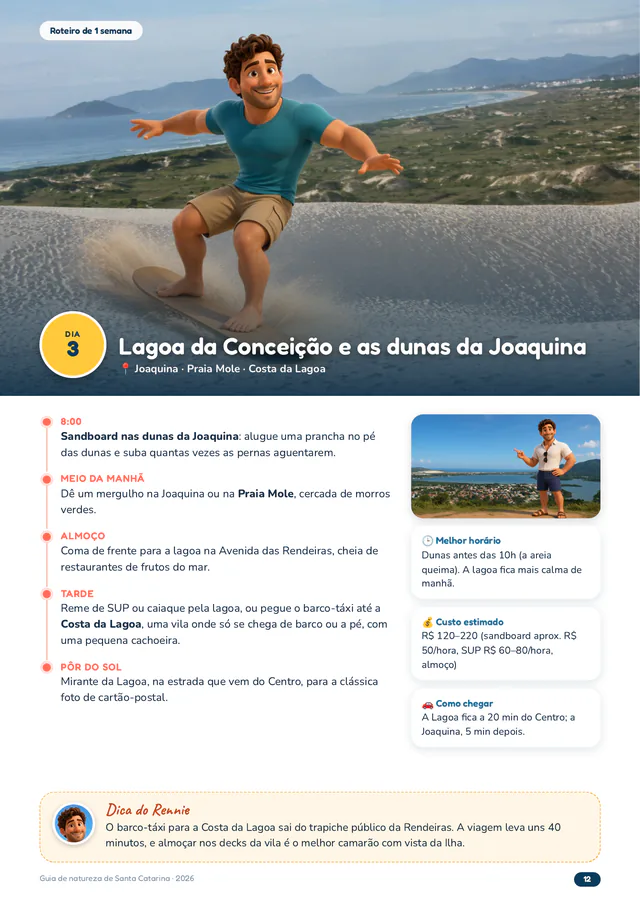 Roteiro de 1 semana
DIA
3
Lagoa da Conceição e as dunas da Joaquina
📍 Joaquina · Praia Mole · Costa da Lagoa
8:00
Sandboard nas dunas da Joaquina: alugue uma prancha no pé
das dunas e suba quantas vezes as pernas aguentarem.
MEIO DA MANHÃ
Dê um mergulho na Joaquina ou na Praia Mole, cercada de morros
verdes.
ALMOÇO
Coma de frente para a lagoa na Avenida das Rendeiras, cheia de
restaurantes de frutos do mar.
TARDE
Reme de SUP ou caiaque pela lagoa, ou pegue o barco-táxi até a
Costa da Lagoa, uma vila onde só se chega de barco ou a pé, com
uma pequena cachoeira.
PÔR DO SOL
Mirante da Lagoa, na estrada que vem do Centro, para a clássica
foto de cartão-postal.
🕒 Melhor horário
Dunas antes das 10h (a areia
queima). A lagoa fica mais calma de
manhã.
💰 Custo estimado
R$ 120–220 (sandboard aprox. R$
50/hora, SUP R$ 60–80/hora,
almoço)
🚗 Como chegar
A Lagoa fica a 20 min do Centro; a
Joaquina, 5 min depois.
Dica do Rennie
O barco-táxi para a Costa da Lagoa sai do trapiche público da Rendeiras. A viagem leva uns 40
minutos, e almoçar nos decks da vila é o melhor camarão com vista da Ilha.
Guia de natureza de Santa Catarina · 2026
12